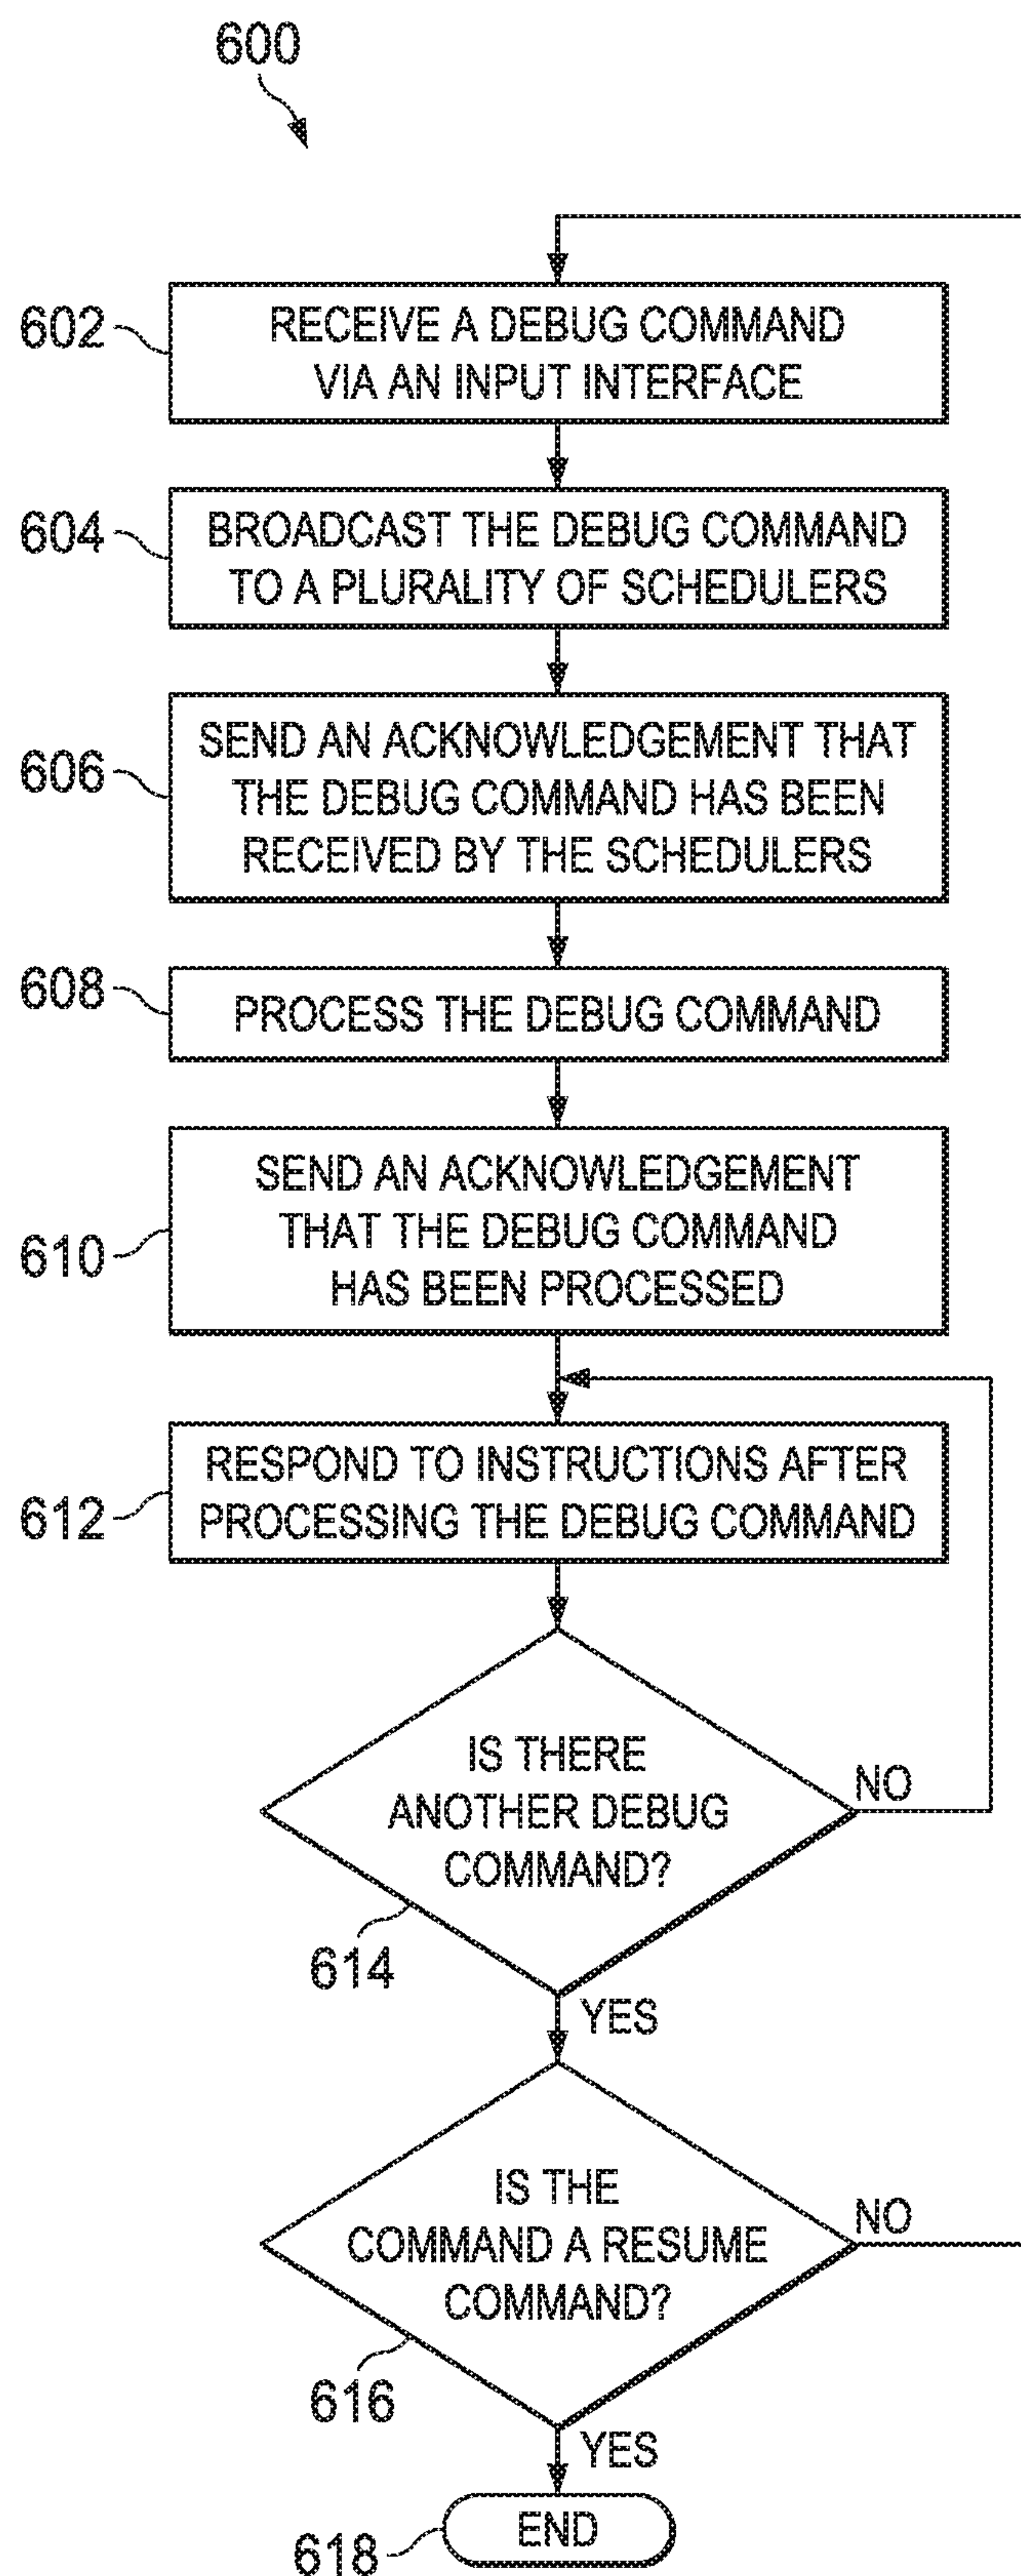 600
602
RECEIVE A DEBUG COMMAND
VIA AN INPUT INTERFACE
604
BROADCAST THE DEBUG COMMAND
TO A PLURALITY OF SCHEDULERS
606
SEND AN ACKNOWLEDGEMENT THAT
THE DEBUG COMMAND HAS BEEN
RECEIVED BY THE SCHEDULERS
608
PROCESS THE DEBUG COMMAND
610
SEND AN ACKNOWLEDGEMENT
THAT THE DEBUG COMMAND
HAS BEEN PROCESSED
612
RESPOND TO INSTRUCTIONS AFTER
PROCESSING THE DEBUG COMMAND
IS THERE
ANOTHER DEBUG
COMMAND?
NO
614
YES
IS THE
COMMAND A RESUME
COMMAND?
NO
616
YES
END
618